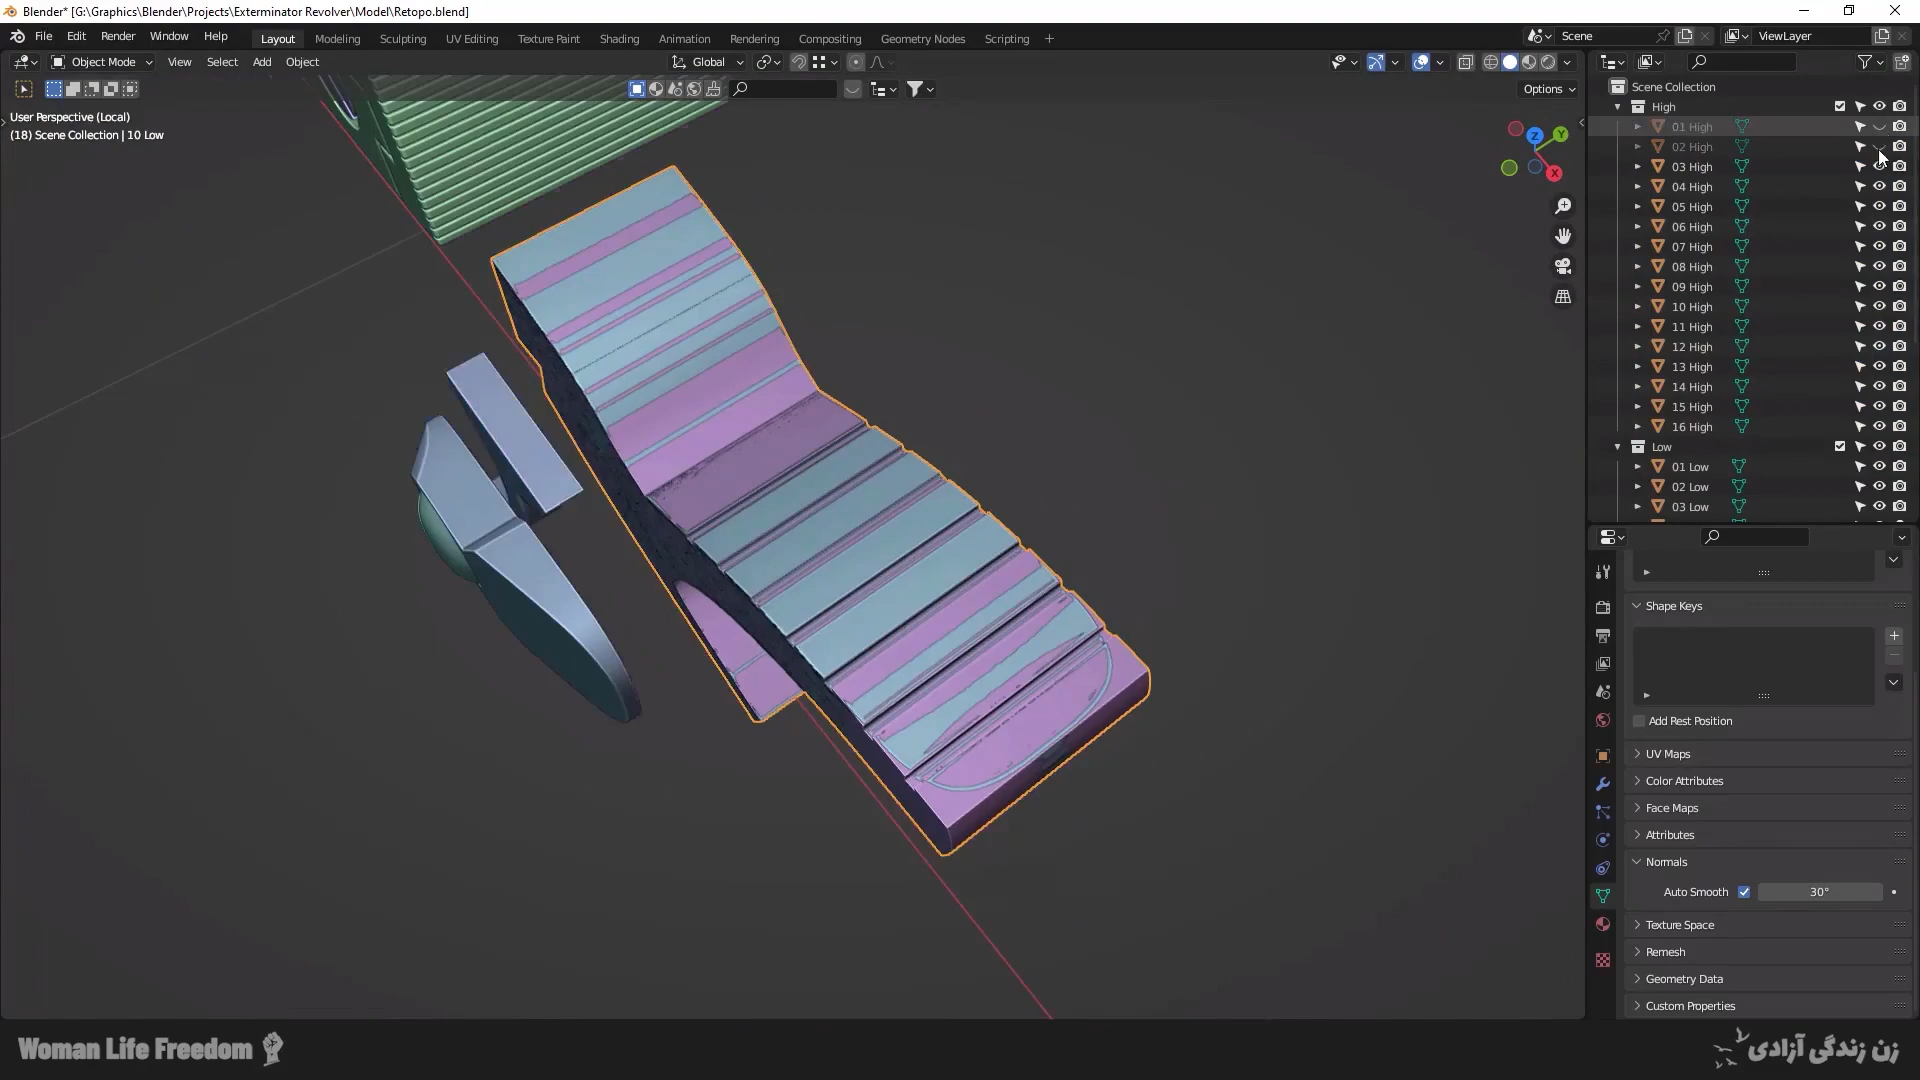 Blender* [G:\Graphics\Blender\Projects\Exterminator Revolver\Model\Retopo.blend]
File Edit Render Window Help
Layout Modeling Sculpting UV Editing Texture Paint Shading Animation Rendering Compositing Geometry Nodes Scripting +
Scene
ViewLayer
Object Mode View Select Add Object
Global
Options
User Perspective (Local)
(18) Scene Collection | 10 Low
Z
Y
X
Scene Collection
High
01 High
02 High
03 High
04 High
05 High
06 High
07 High
08 High
09 High
10 High
11 High
12 High
13 High
14 High
15 High
16 High
Low
01 Low
02 Low
03 Low
Shape Keys
Add Rest Position
UV Maps
Color Attributes
Face Maps
Attributes
Normals
Auto Smooth 30°
Texture Space
Remesh
Geometry Data
Custom Properties
Woman Life Freedom
زن زندگی آزادی